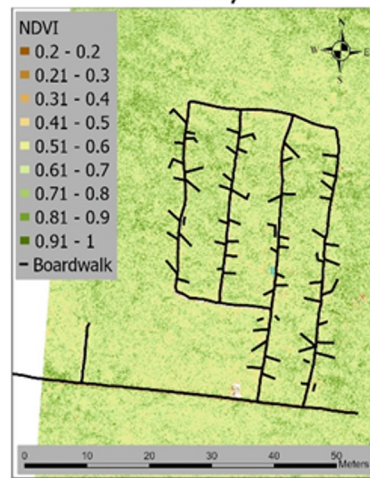 NDVI
0.2 - 0.2
0.21 - 0.3
0.31 - 0.4
0.41 - 0.5
0.51 - 0.6
0.61 - 0.7
0.71 - 0.8
0.81 - 0.9
0.91 - 1
Boardwalk
N
W E
S
0 10 20 30 40 50
Meters